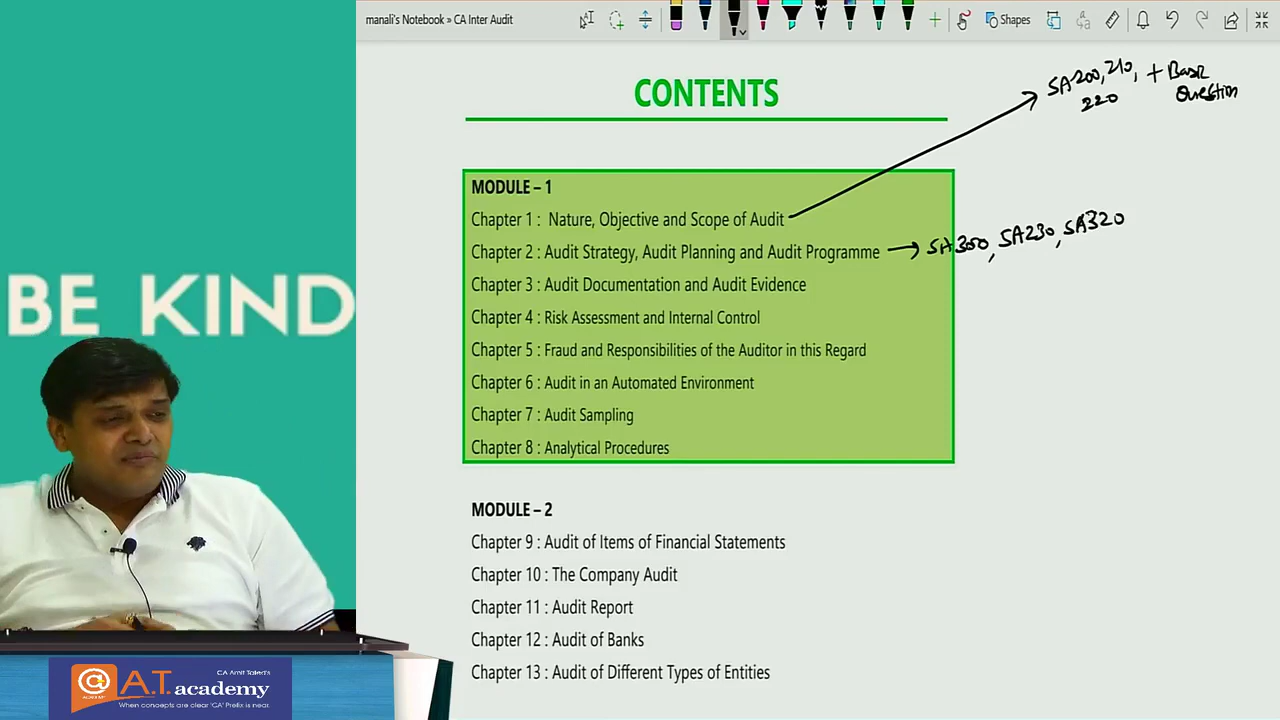 manali's Notebook » CA Inter Audit
Shapes
CONTENTS
SA200, 210, + Basic
220 Question
MODULE – 1
Chapter 1 : Nature, Objective and Scope of Audit
Chapter 2 : Audit Strategy, Audit Planning and Audit Programme → SA300, SA230, SA320
Chapter 3 : Audit Documentation and Audit Evidence
Chapter 4 : Risk Assessment and Internal Control
Chapter 5 : Fraud and Responsibilities of the Auditor in this Regard
Chapter 6 : Audit in an Automated Environment
Chapter 7 : Audit Sampling
Chapter 8 : Analytical Procedures
MODULE – 2
Chapter 9 : Audit of Items of Financial Statements
Chapter 10 : The Company Audit
Chapter 11 : Audit Report
Chapter 12 : Audit of Banks
Chapter 13 : Audit of Different Types of Entities
BE KIND
CA Amit Talati's
@A.T. academy
When concepts are clear 'CA' Prefix is near.